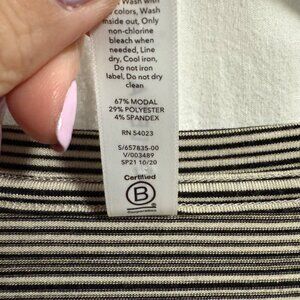 Wash with
colors, Wash
inside out, Only
non-chlorine
bleach when
needed, Line
dry, Cool iron,
Do not iron
label, Do not dry
clean
67% MODAL
29% POLYESTER
4% SPANDEX
RN 54023
S/657835-00
V/003489
SP21 10/20
Certified
B